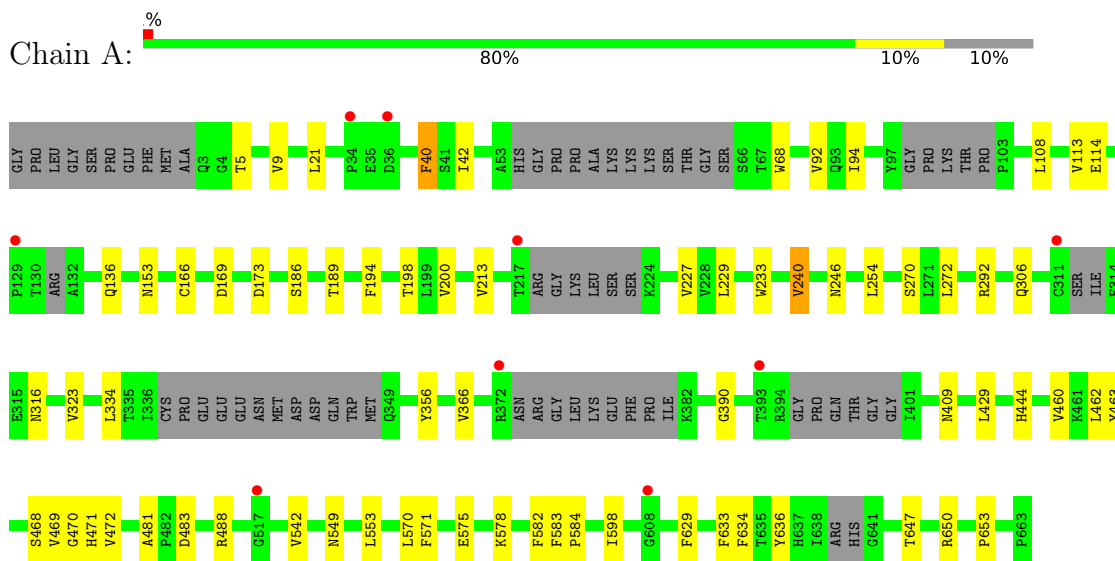 .%
Chain A:
80% 10% 10%
GLY PRO LEU GLY SER PRO GLU PHE MET ALA Q3 G4 T5 V9 L21 P34 E35 D36 F40 S41 I42 A53 HIS GLY PRO PRO ALA LYS LYS LYS SER THR GLY SER S66 T67 W68 V92 Q93 I94 Y97 GLY PRO LYS THR PRO P103 L108 V113 E114
P129 T130 ARG A132 Q136 N153 C166 D169 D173 S186 T189 F194 T198 L199 V200 V213 T217 ARG GLY LYS LEU SER SER K224 V227 V228 L229 W233 V240 N246 L254 S270 L271 L272 R292 Q306 C311 SER ILE E314
E315 N316 V323 L334 T335 I336 CYS PRO GLU GLU GLU ASN MET ASP ASP GLN TRP MET Q349 Y356 V366 R372 ASN ARG GLY LEU LYS GLU PHE PRO ILE K382 G390 T393 R394 GLY PRO GLN THR GLY GLY I401 N409 L429 H444 V460 K461 L462 Y463
S468 V469 G470 H471 V472 A481 P482 D483 R488 G517 V542 N549 L553 L570 F571 E575 K578 F582 F583 P584 I598 G608 F629 F633 F634 T635 Y636 H637 I638 ARG HIS G641 T647 R650 P653 P663